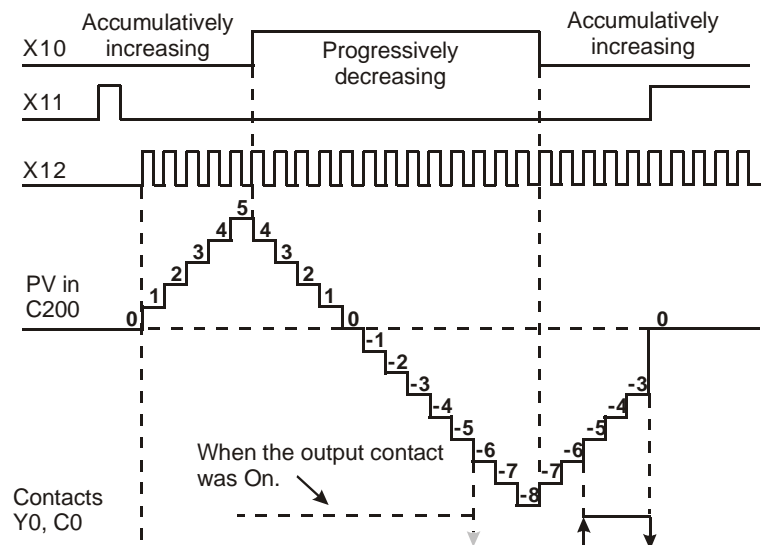 Accumulatively
increasing
Progressively
decreasing
Accumulatively
increasing
X10
X11
X12
5
4 4
3 3
2 2
1 1
PV in
C200
0 0 0
-1
-2
-3 -3
-4 -4
-5 -5
-6 -6
-7 -7
-8
When the output contact
was On.
Contacts
Y0, C0